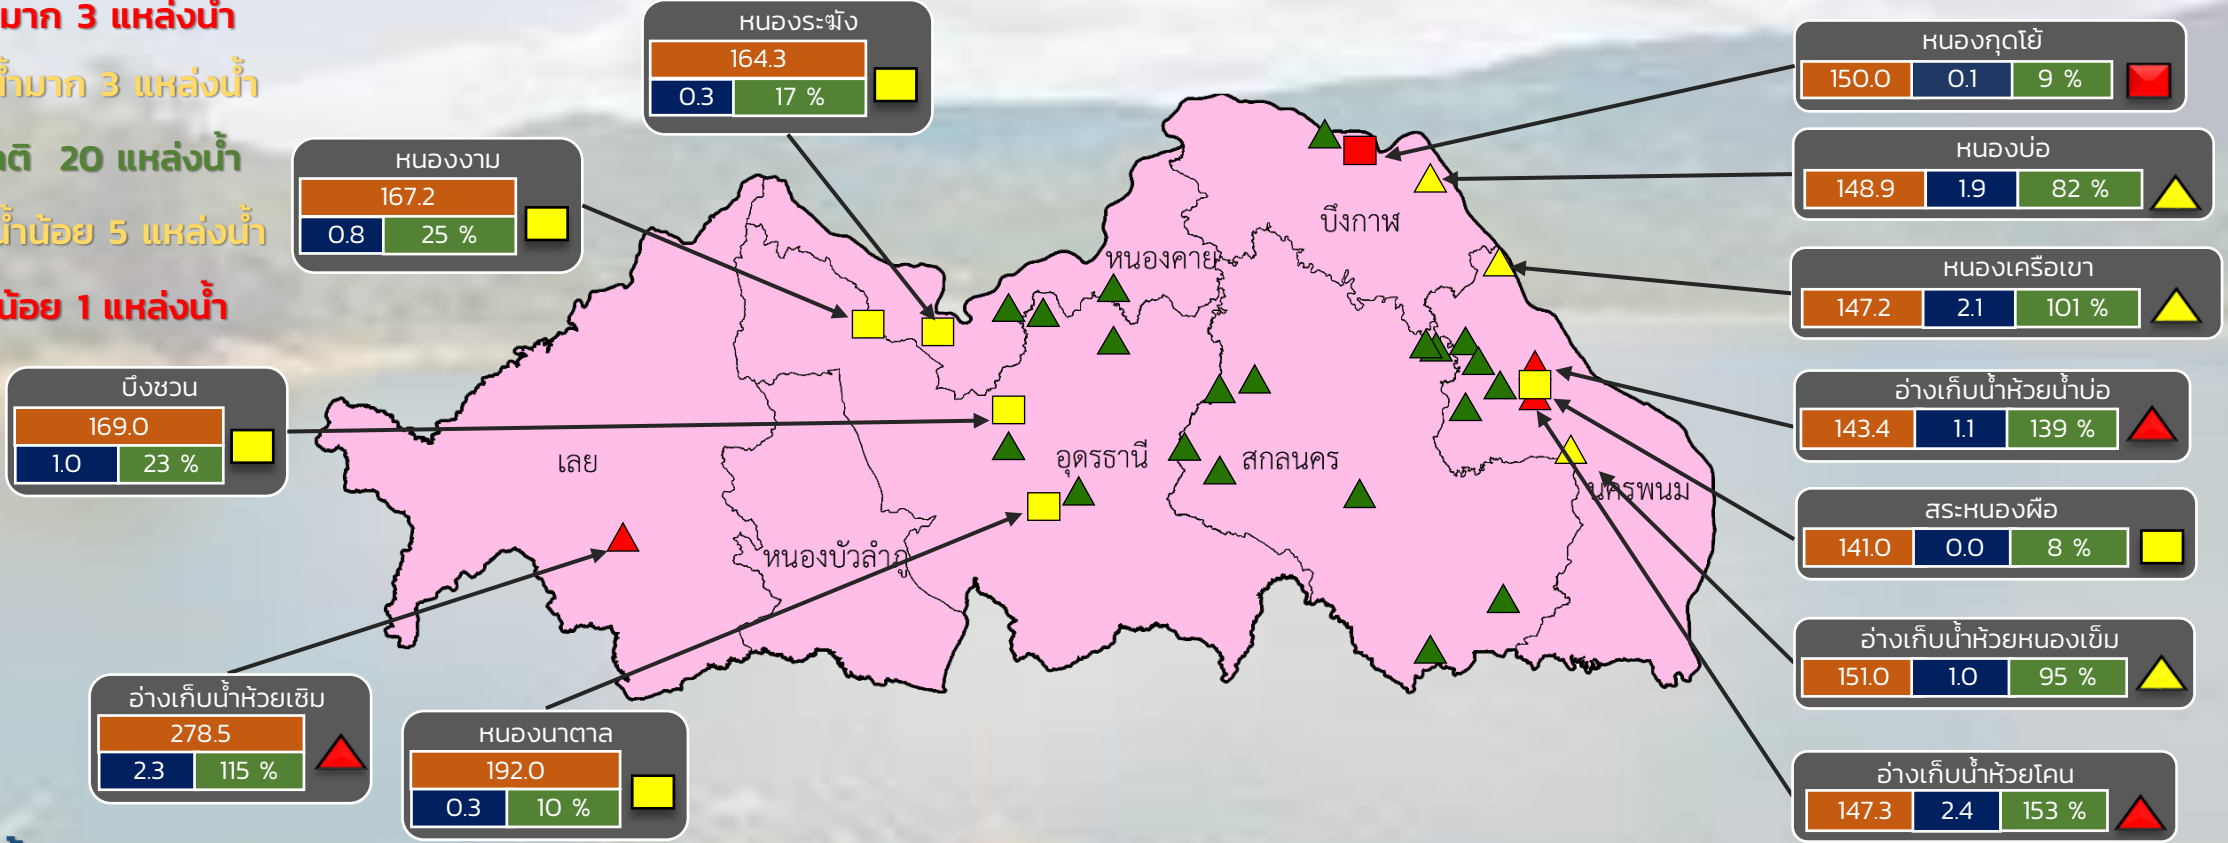 มาก 3 แหล่งน้ำ
น้ำมาก 3 แหล่งน้ำ
20 แหล่งน้ำ
น้ำน้อย 5 แหล่งน้ำ
น้อย 1 แหล่งน้ำ
หนองระฆัง
164.3
0.3 17 %
หนองงาม
167.2
0.8 25 %
บึงชวน
169.0
1.0 23 %
อ่างเก็บน้ำห้วยเซิม
278.5
2.3 115 %
หนองนาตาล
192.0
0.3 10 %
บึงกาฬ
หนองคาย
เลย
อุดรธานี
สกลนคร
นครพนม
หนองบัวลำภู
หนองกุดโย้
150.0 0.1 9 %
หนองบ่อ
148.9 1.9 82 %
หนองเครือเขา
147.2 2.1 101 %
อ่างเก็บน้ำห้วยน้ำบ่อ
143.4 1.1 139 %
สระหนองผือ
141.0 0.0 8 %
อ่างเก็บน้ำห้วยหนองเข็ม
151.0 1.0 95 %
อ่างเก็บน้ำห้วยโคน
147.3 2.4 153 %